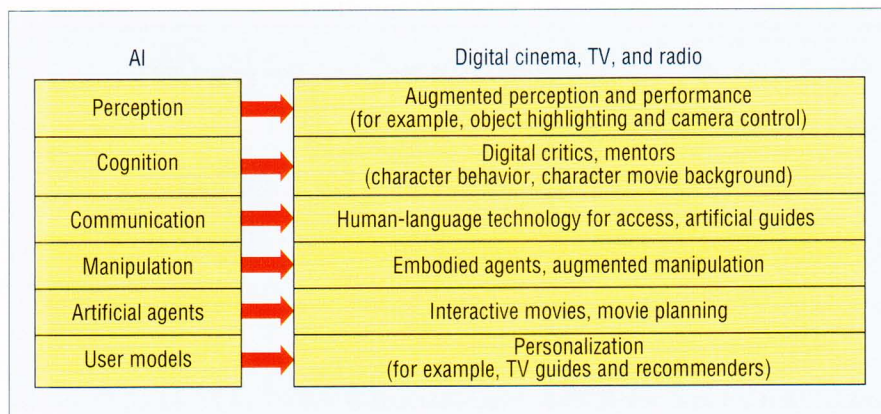 AI
Digital cinema, TV, and radio
Perception
Augmented perception and performance
(for example, object highlighting and camera control)
Cognition
Digital critics, mentors
(character behavior, character movie background)
Communication
Human-language technology for access, artificial guides
Manipulation
Embodied agents, augmented manipulation
Artificial agents
Interactive movies, movie planning
User models
Personalization
(for example, TV guides and recommenders)